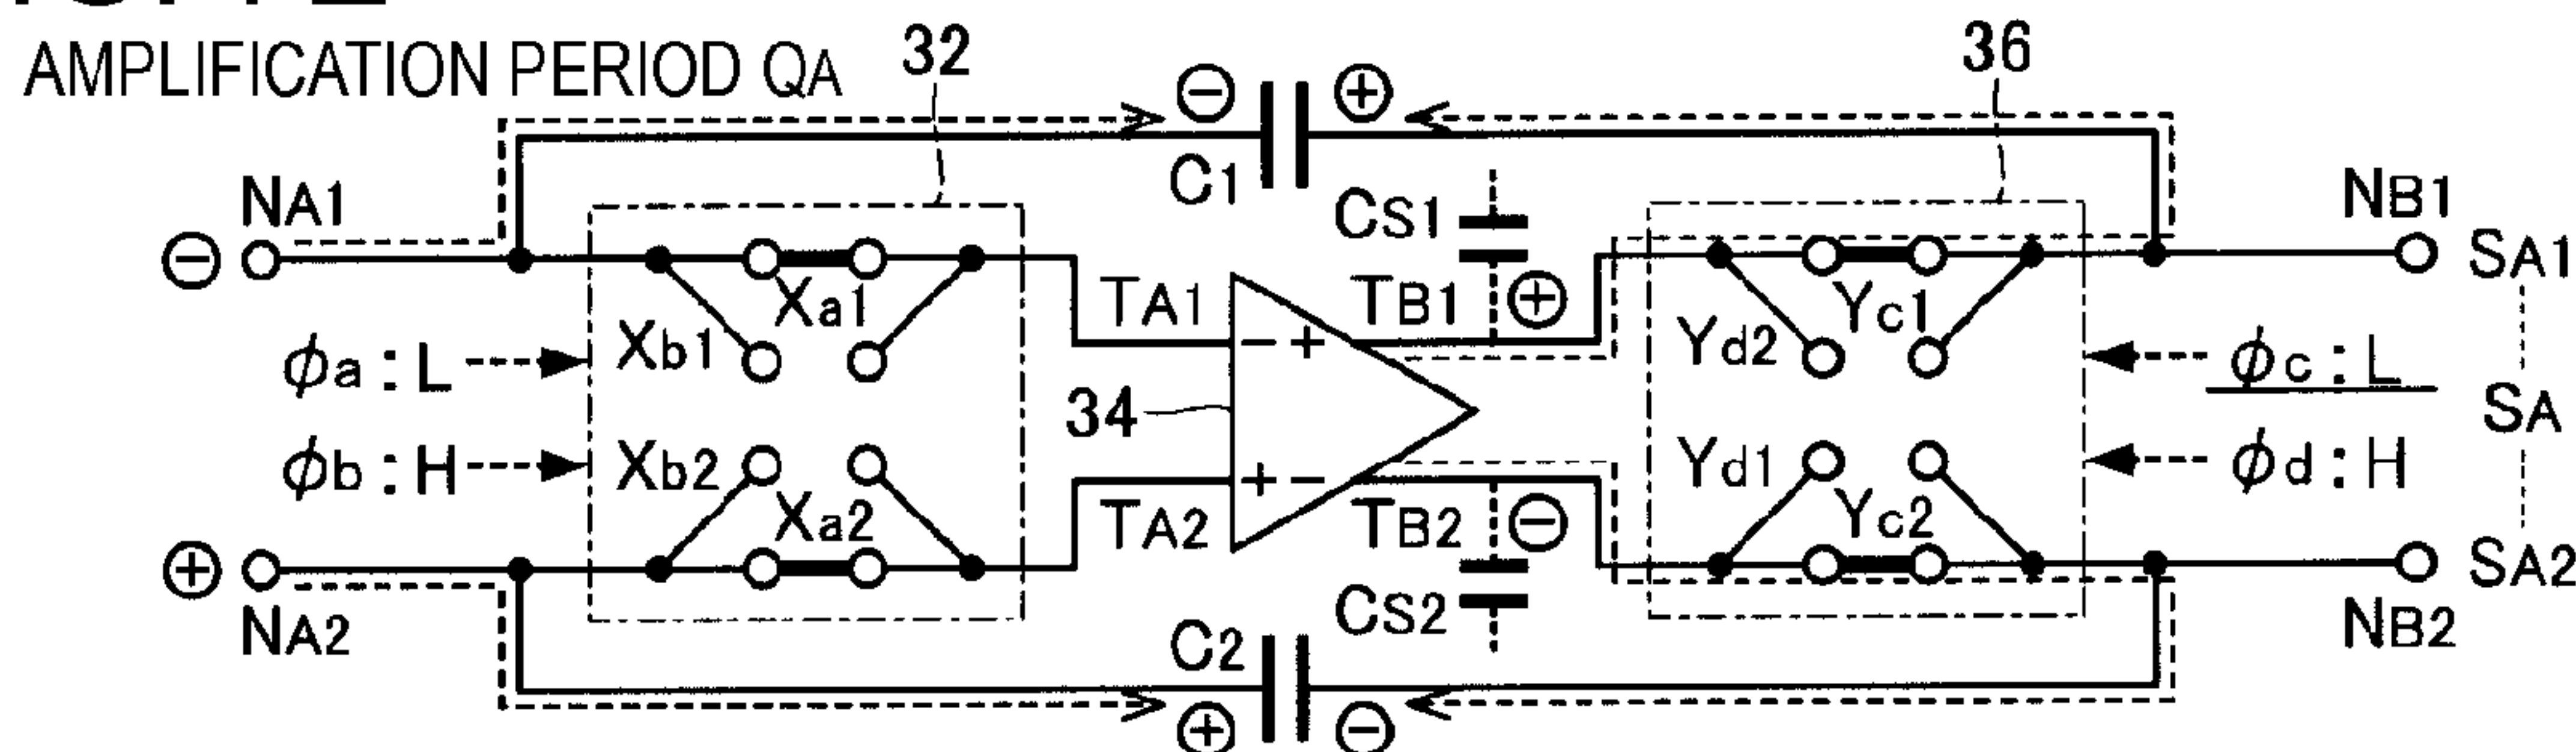 AMPLIFICATION PERIOD QA
32
36
⊖ ⊕
C1
NA1
CS1
NB1
⊖
SA1
Xa1
TA1
TB1 ⊕
Yc1
Xb1
Yd2
ϕa : L
− +
ϕc : L
34
SA
ϕb : H
Xb2
Yd1
ϕd : H
+ −
Xa2
TA2
TB2 ⊖
Yc2
⊕
SA2
NA2
CS2
NB2
C2
⊕ ⊖